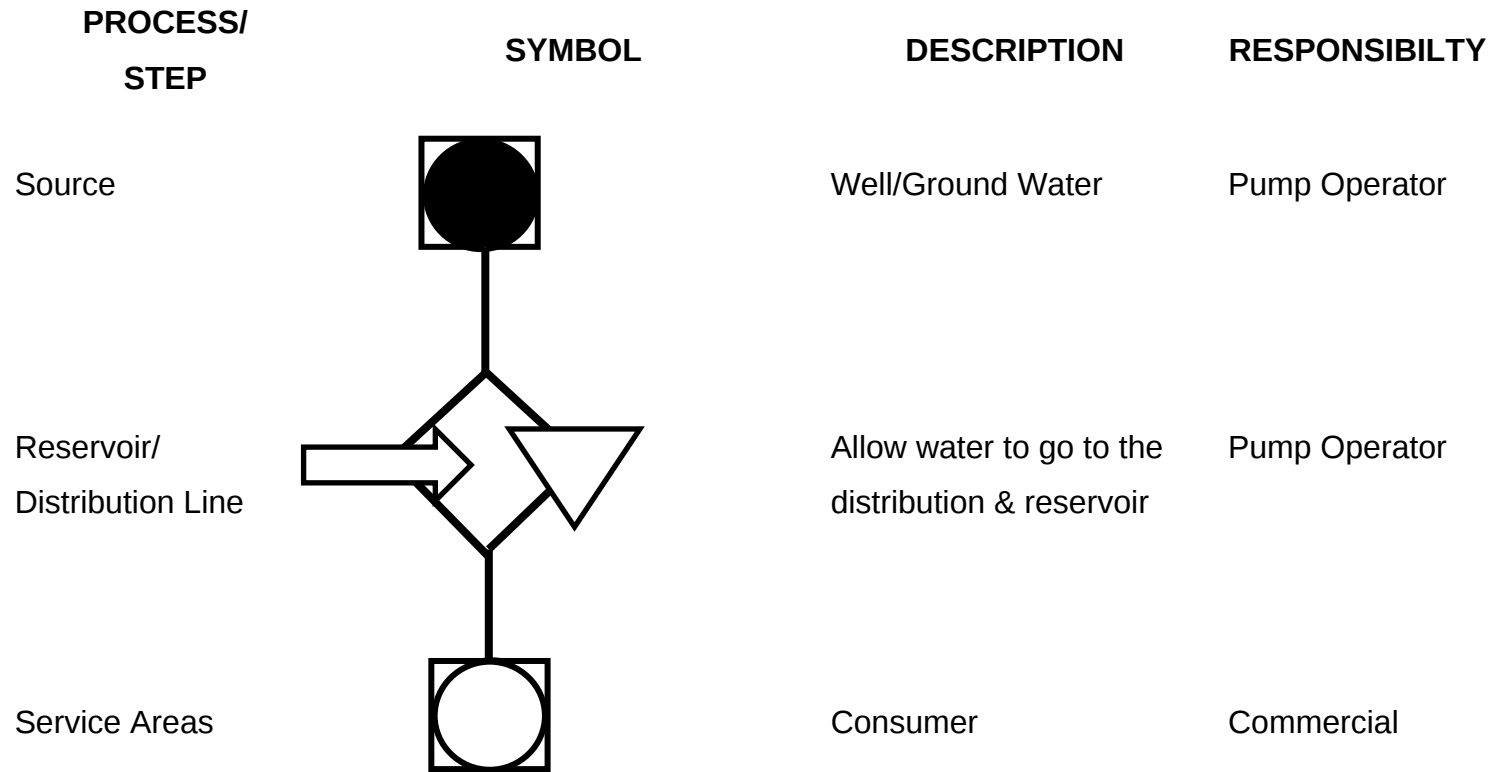 PROCESS/
STEP
SYMBOL
DESCRIPTION
RESPONSIBILTY
Source
Well/Ground Water
Pump Operator
Reservoir/
Distribution Line
Allow water to go to the
distribution & reservoir
Pump Operator
Service Areas
Consumer
Commercial